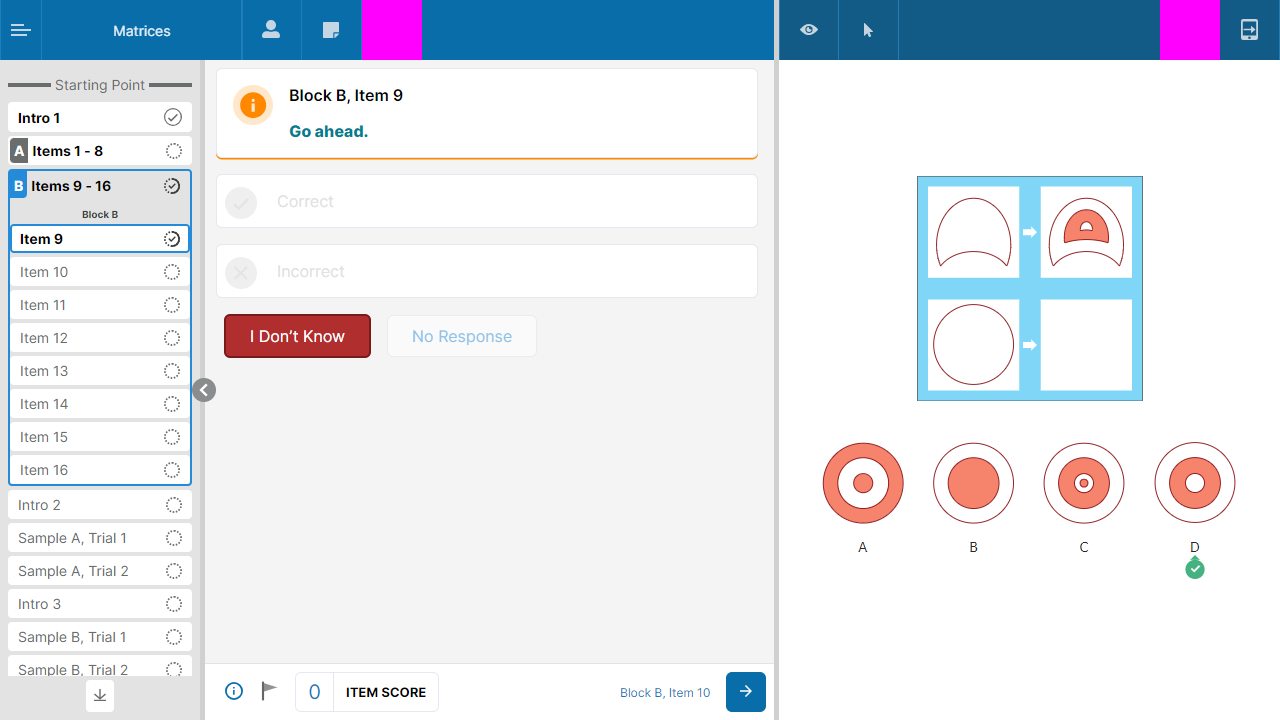 Matrices
Starting Point
Intro 1
A Items 1 - 8
B Items 9 - 16
Block B
Item 9
Item 10
Item 11
Item 12
Item 13
Item 14
Item 15
Item 16
Intro 2
Sample A, Trial 1
Sample A, Trial 2
Intro 3
Sample B, Trial 1
Sample B, Trial 2
Block B, Item 9
Go ahead.
Correct
Incorrect
I Don’t Know No Response
0 ITEM SCORE
Block B, Item 10
A B C D